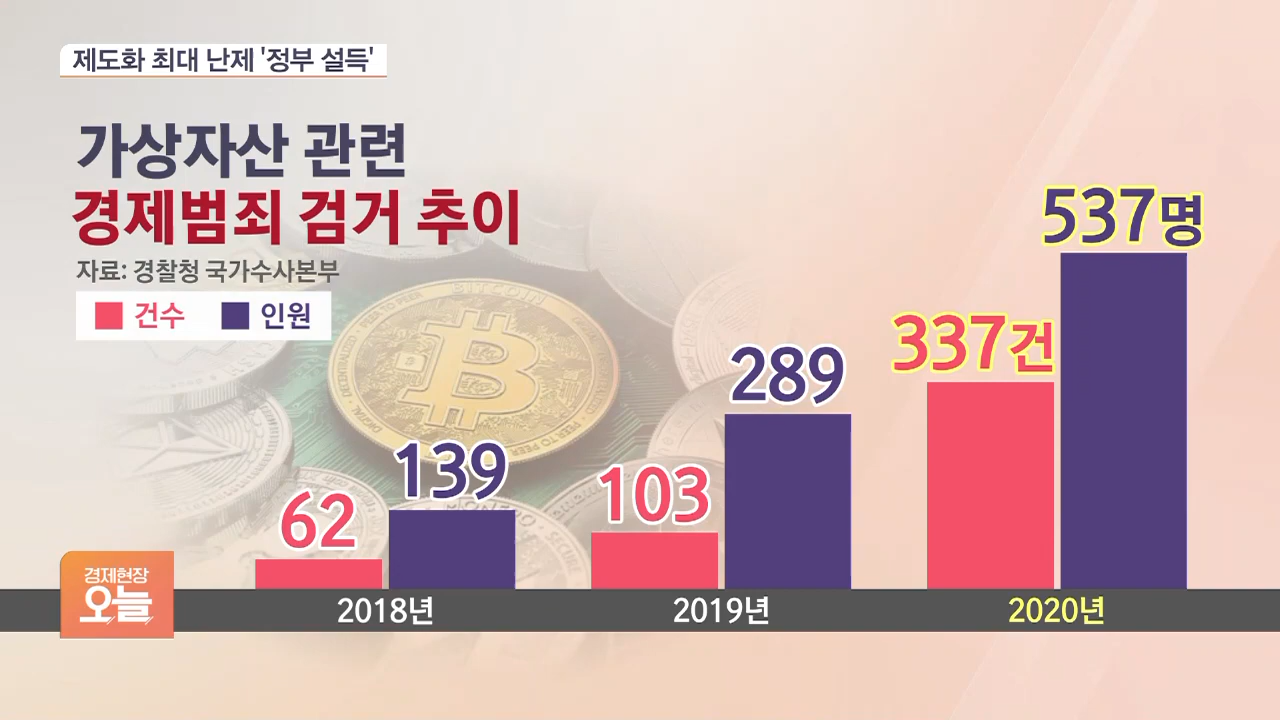 제도화 최대 난제 '정부 설득'
가상자산 관련
경제범죄 검거 추이
자료: 경찰청 국가수사본부
건수 인원
62
139
103
289
337건
537명
2018년 2019년 2020년
경제현장
오늘
BITCOIN